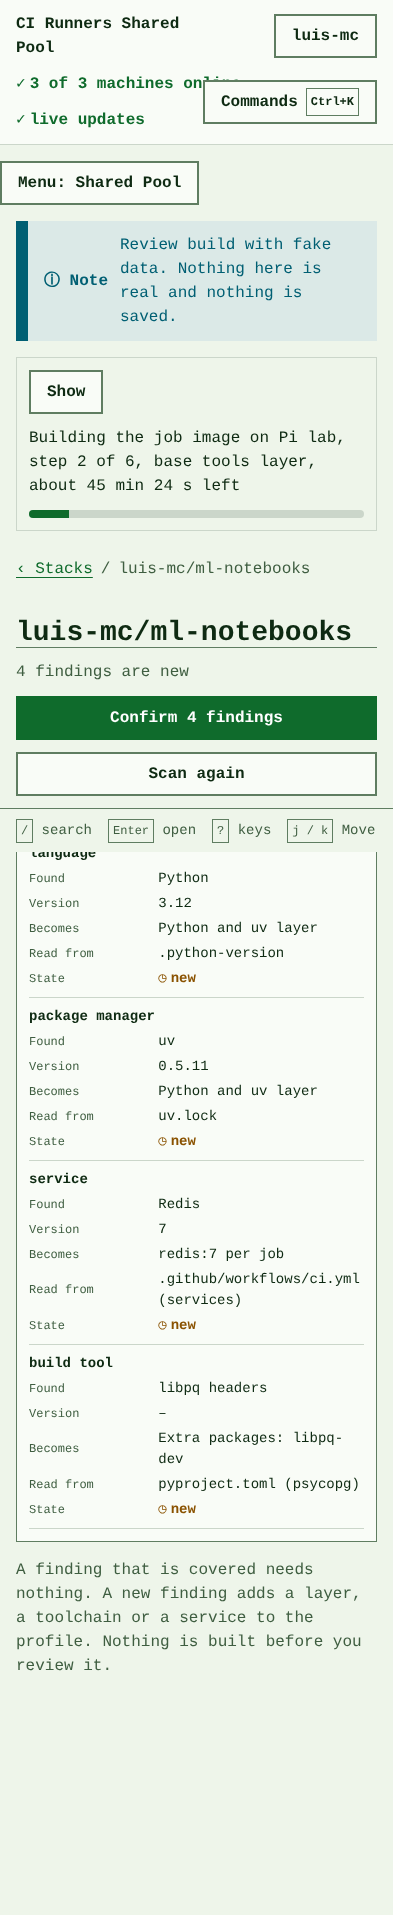 CI Runners Shared
Pool
luis-mc
✓ 3 of 3 machines online
Commands Ctrl+K
✓ live updates
Menu: Shared Pool
ⓘ Note
Review build with fake
data. Nothing here is
real and nothing is
saved.
Show
Building the job image on Pi lab,
step 2 of 6, base tools layer,
about 45 min 24 s left
‹ Stacks / luis-mc/ml-notebooks
luis-mc/ml-notebooks
4 findings are new
Confirm 4 findings
Scan again
/ search Enter open ? keys j / k Move
language
Found Python
Version 3.12
Becomes Python and uv layer
Read from .python-version
State ◷ new
package manager
Found uv
Version 0.5.11
Becomes Python and uv layer
Read from uv.lock
State ◷ new
service
Found Redis
Version 7
Becomes redis:7 per job
Read from .github/workflows/ci.yml
(services)
State ◷ new
build tool
Found libpq headers
Version –
Becomes Extra packages: libpq-
dev
Read from pyproject.toml (psycopg)
State ◷ new
A finding that is covered needs
nothing. A new finding adds a layer,
a toolchain or a service to the
profile. Nothing is built before you
review it.